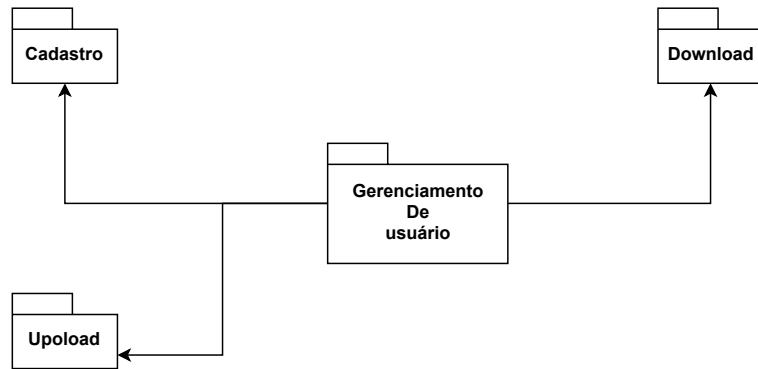 Cadastro
Download
Gerenciamento
De
usuário
Upoload